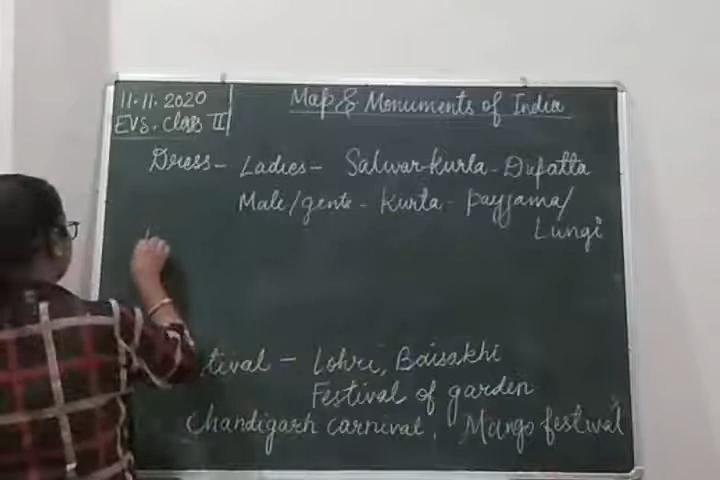 11.11.2020
EVS. Class II
Map & Monuments of India
Dress - Ladies - Salwar-kurta - Dupatta
Male/gents - Kurta - payjama/
Lungi
tival - Lohri, Baisakhi
Festival of garden
Chandigarh carnival, Mango festival